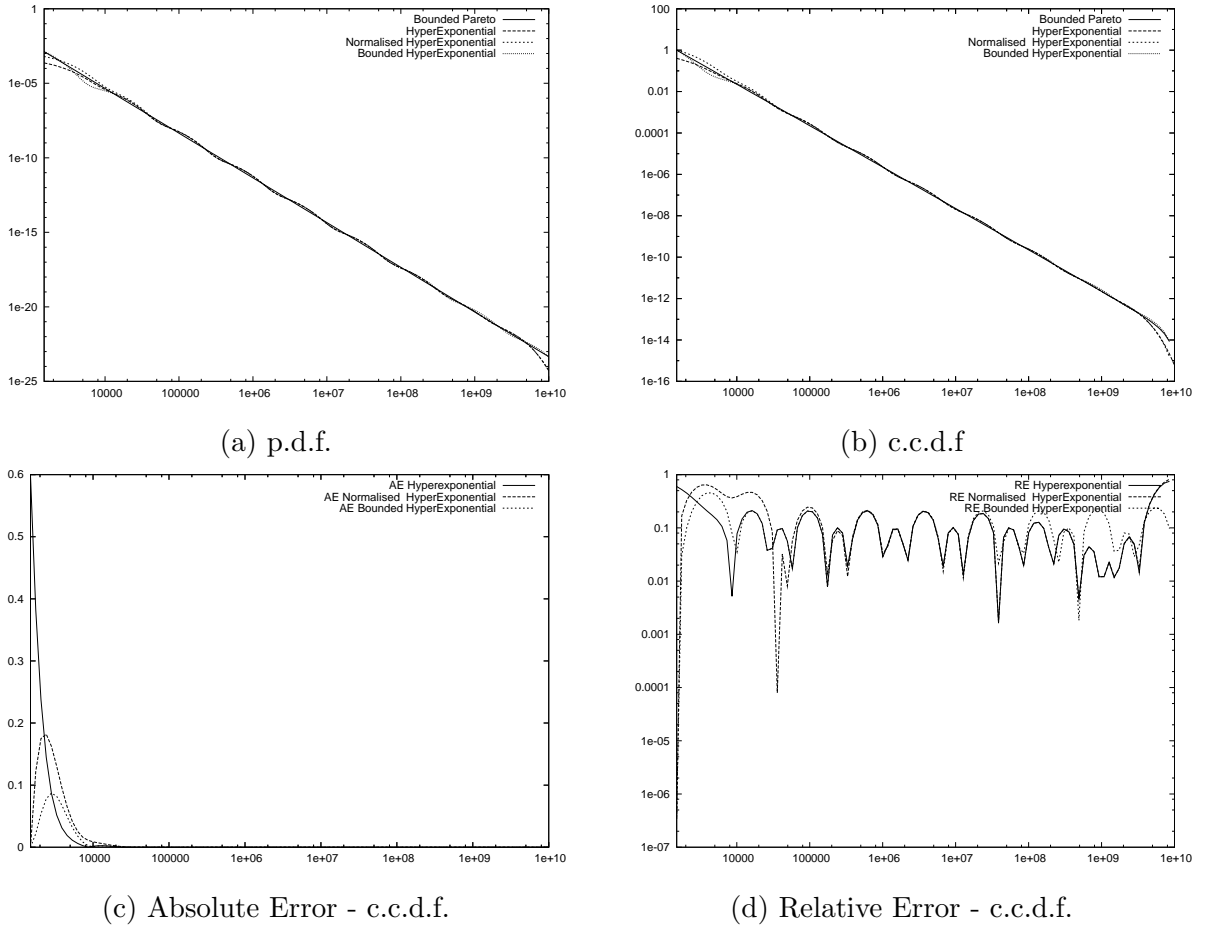 1
1e-05
1e-10
1e-15
1e-20
1e-25
10000
100000
1e+06
1e+07
1e+08
1e+09
1e+10
Bounded Pareto
HyperExponential
Normalised HyperExponential
Bounded HyperExponential
(a) p.d.f.
100
1
0.01
0.0001
1e-06
1e-08
1e-10
1e-12
1e-14
1e-16
10000
100000
1e+06
1e+07
1e+08
1e+09
1e+10
Bounded Pareto
HyperExponential
Normalised HyperExponential
Bounded HyperExponential
(b) c.c.d.f
0.6
0.5
0.4
0.3
0.2
0.1
0
10000
100000
1e+06
1e+07
1e+08
1e+09
1e+10
AE Hyperexponential
AE Normalised HyperExponential
AE Bounded HyperExponential
(c) Absolute Error - c.c.d.f.
1
0.1
0.01
0.001
0.0001
1e-05
1e-06
1e-07
10000
100000
1e+06
1e+07
1e+08
1e+09
1e+10
RE Hyperexponential
RE Normalised HyperExponential
RE Bounded HyperExponential
(d) Relative Error - c.c.d.f.